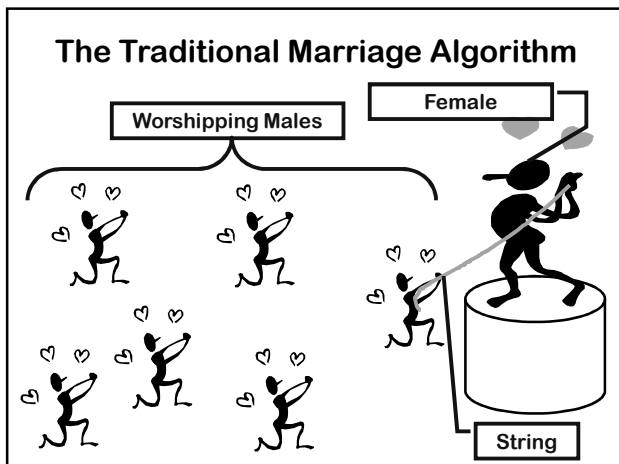 The Traditional Marriage Algorithm
Female
Worshipping Males
String